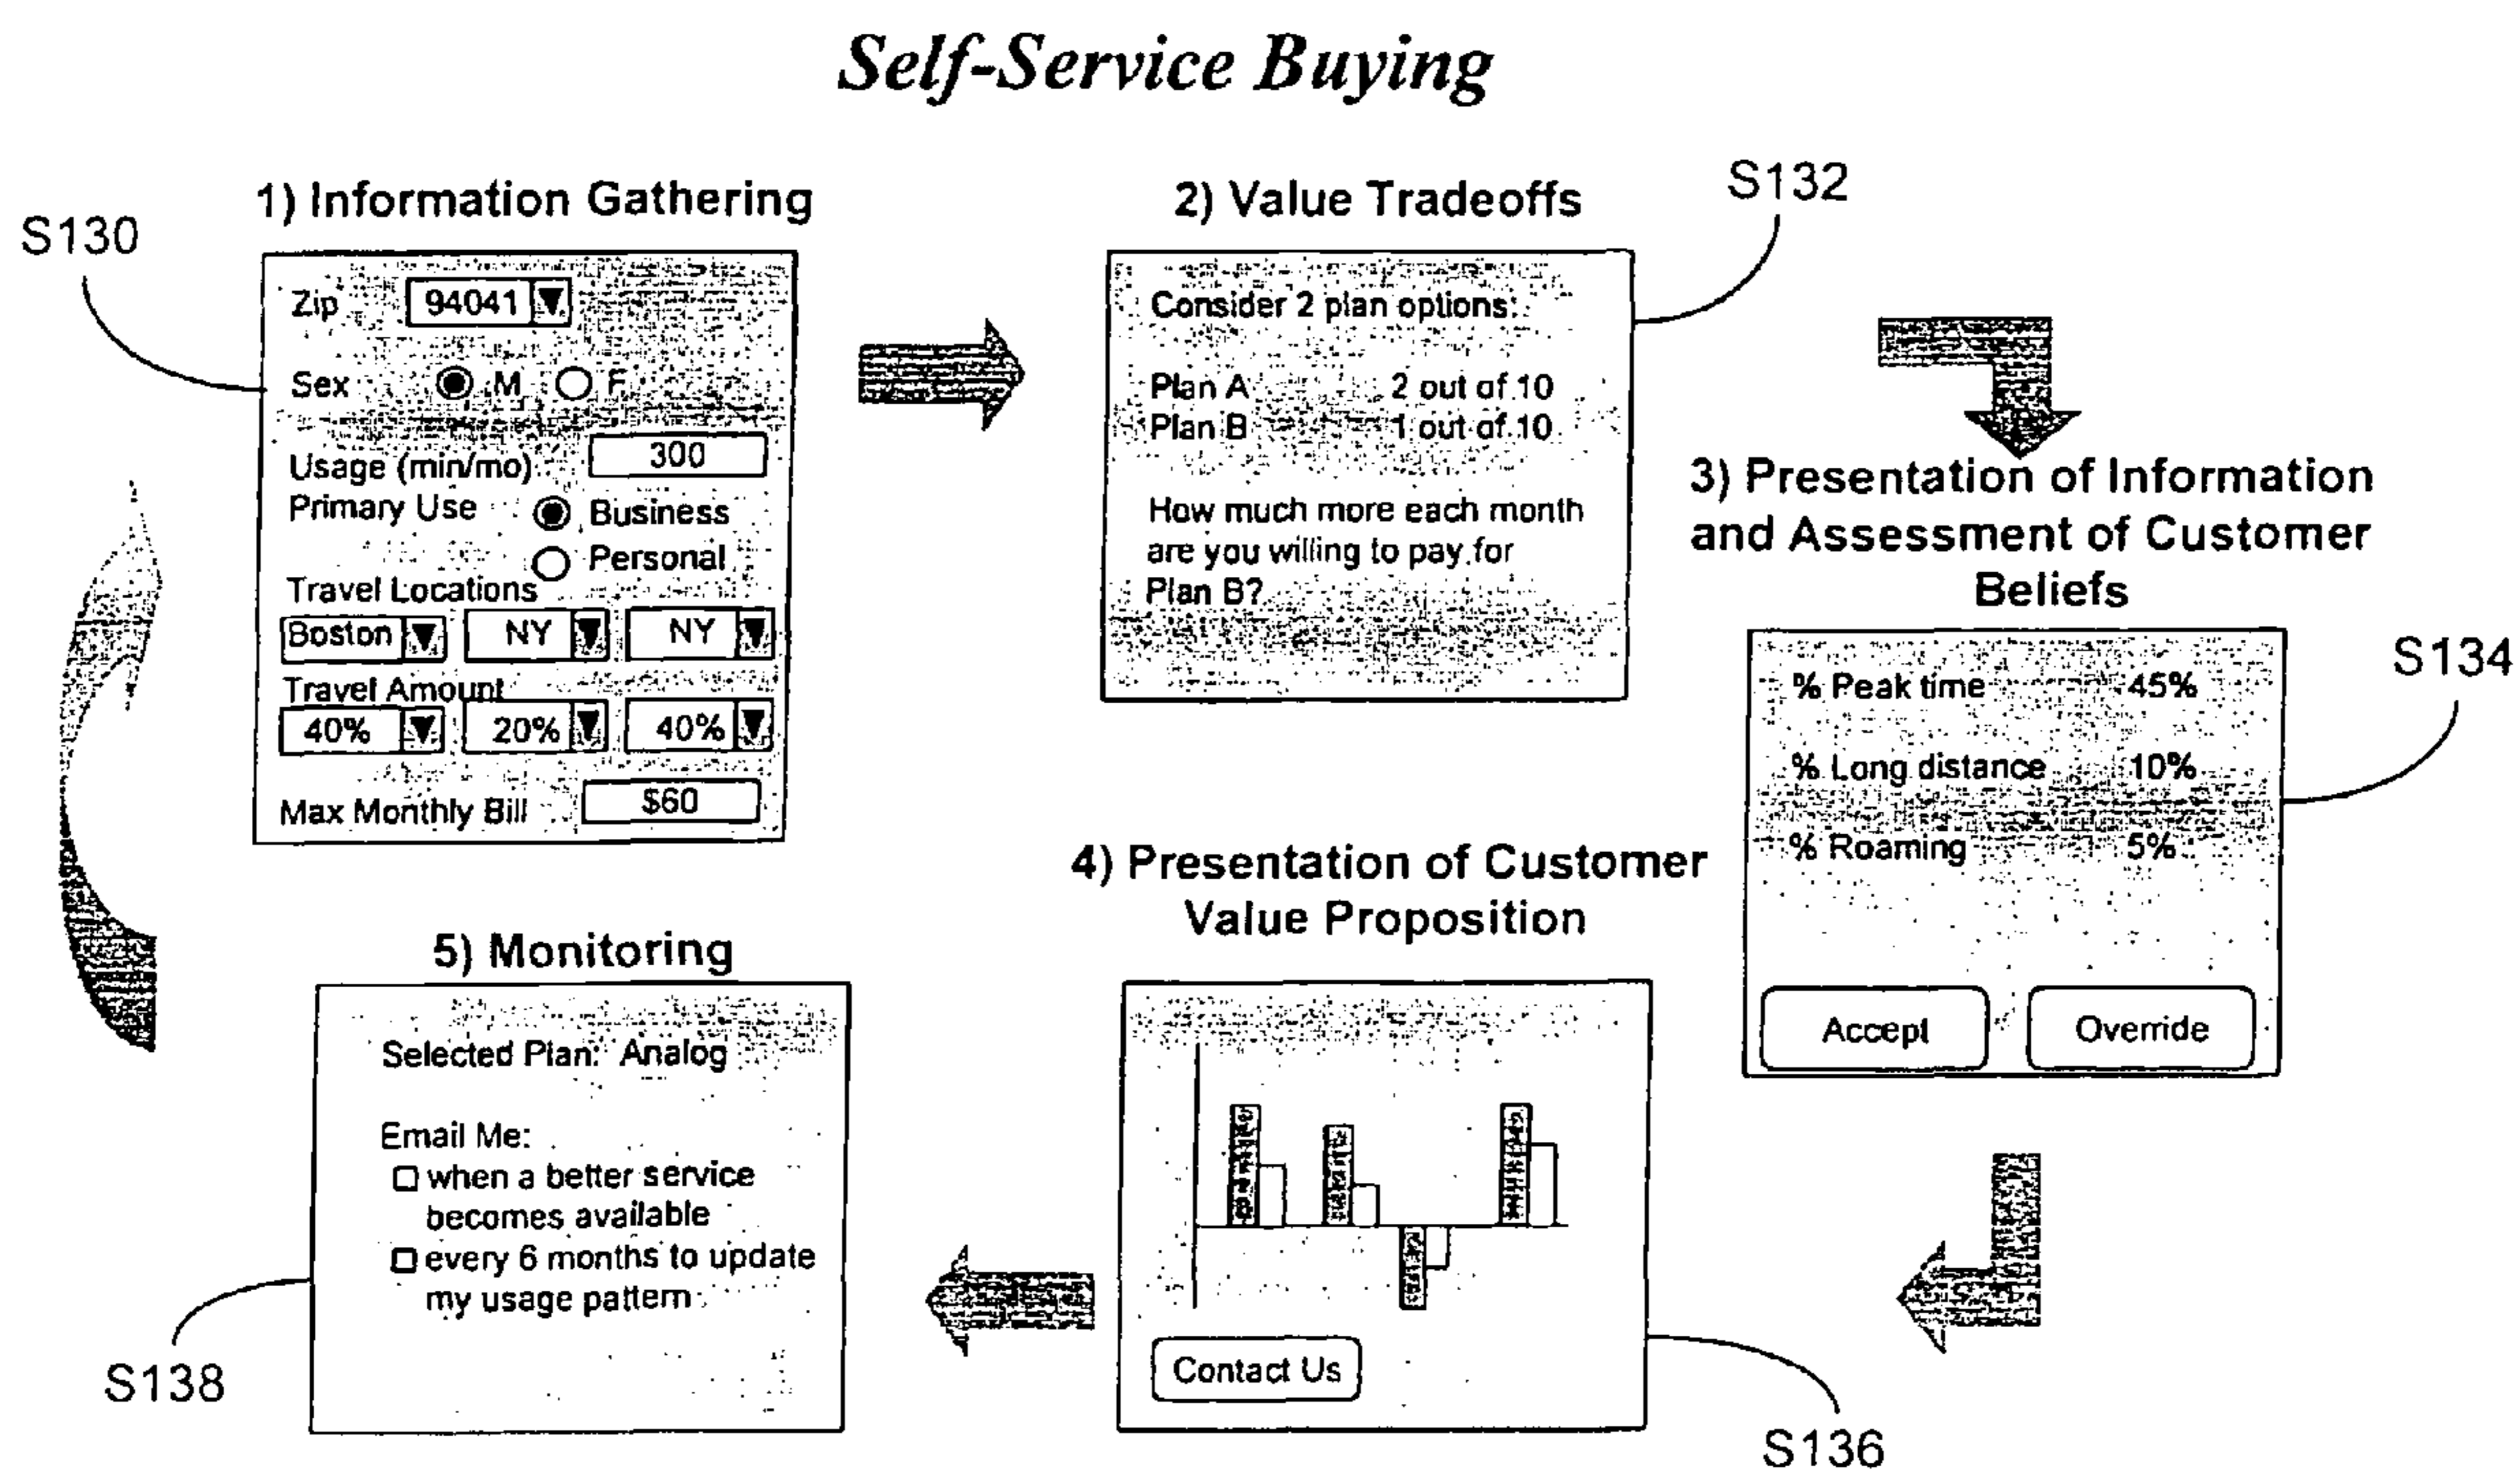 Self-Service Buying
S130
1) Information Gathering
Zip 94041
Sex M F
Usage (min/mo) 300
Primary Use Business
Personal
Travel Locations
Boston NY NY
Travel Amount
40% 20% 40%
Max Monthly Bill $60
2) Value Tradeoffs
S132
Consider 2 plan options:
Plan A 2 out of 10
Plan B 1 out of 10
How much more each month
are you willing to pay for
Plan B?
3) Presentation of Information
and Assessment of Customer
Beliefs
S134
% Peak time 45%
% Long distance 10%
% Roaming 5%
Accept Override
4) Presentation of Customer
Value Proposition
Contact Us
S136
5) Monitoring
Selected Plan: Analog
Email Me:
when a better service
becomes available
every 6 months to update
my usage pattern
S138